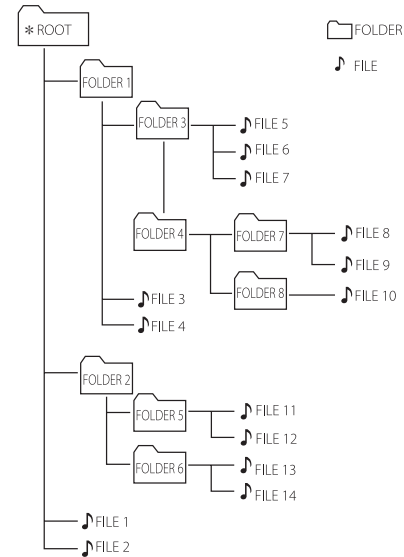 * ROOT
FOLDER
FILE
FOLDER 1
FOLDER 3
FILE 5
FILE 6
FILE 7
FOLDER 4
FOLDER 7
FILE 8
FILE 9
FOLDER 8
FILE 10
FILE 3
FILE 4
FOLDER 2
FOLDER 5
FILE 11
FILE 12
FOLDER 6
FILE 13
FILE 14
FILE 1
FILE 2